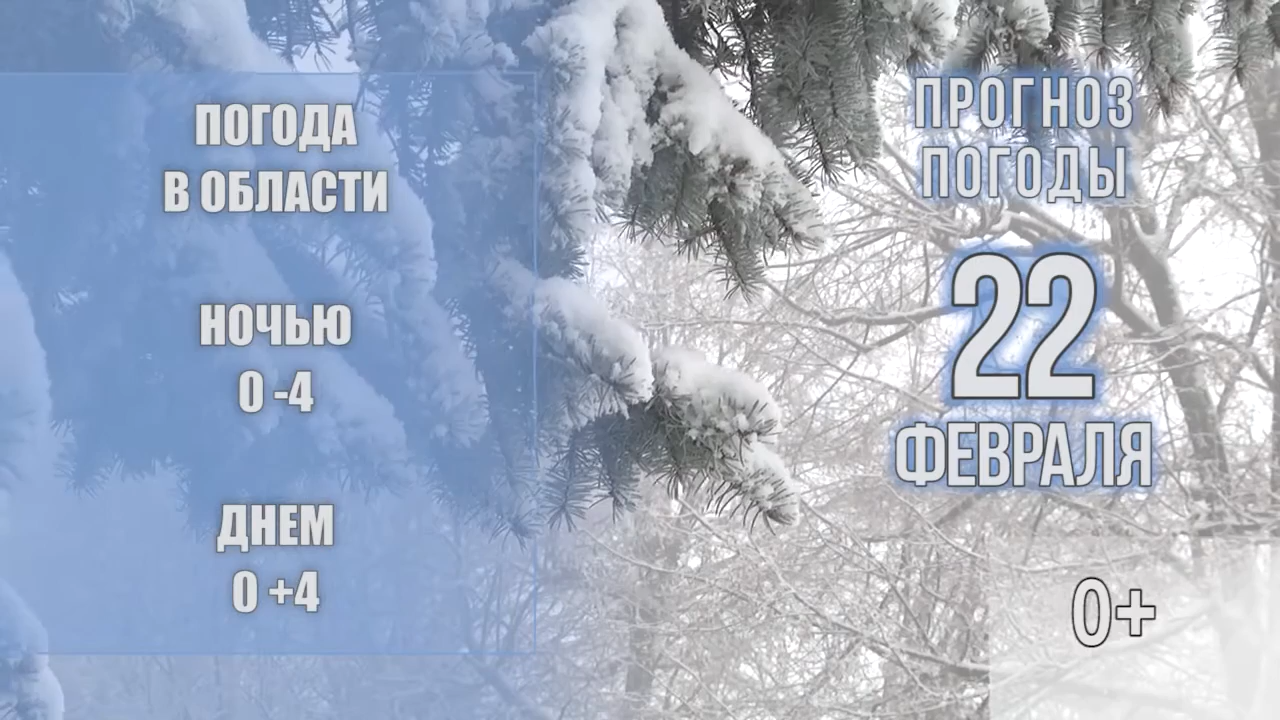 ПОГОДА
В ОБЛАСТИ
НОЧЬЮ
0 -4
ДНЕМ
0 +4
ПРОГНОЗ
ПОГОДЫ
22
ФЕВРАЛЯ
0+